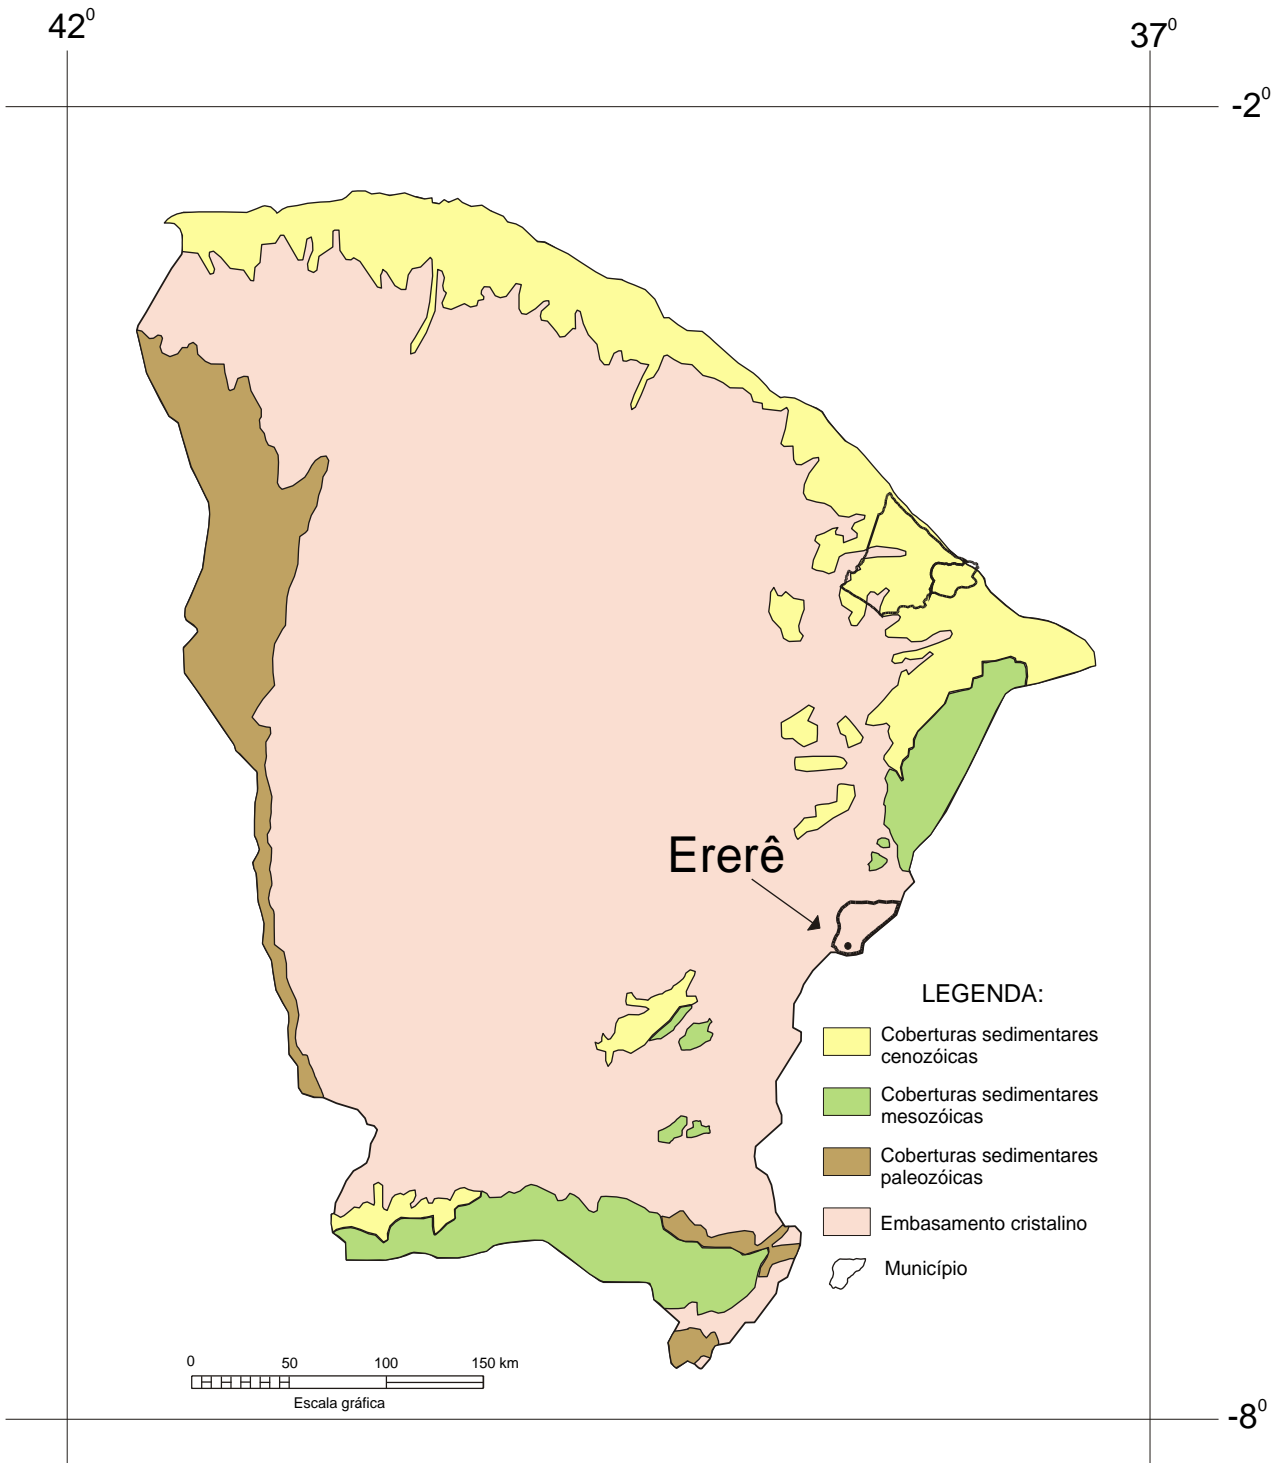 42⁰
37⁰
-2⁰
Ererê
LEGENDA:
Coberturas sedimentares
cenozóicas
Coberturas sedimentares
mesozóicas
Coberturas sedimentares
paleozóicas
Embasamento cristalino
Município
0 50 100 150 km
Escala gráfica
-8⁰